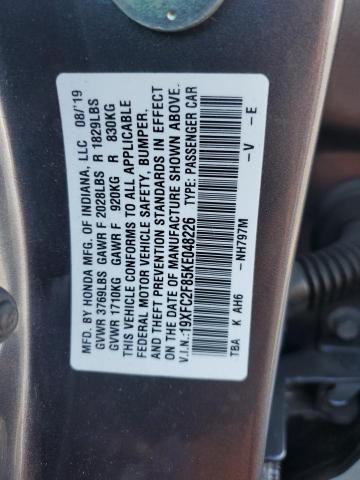 MFD. BY HONDA MFG. OF INDIANA, LLC 08/'19
GVWR 3769LBS GAWR F 2028LBS R 1829LBS
GVWR 1710KG GAWR F 920KG R 830KG
THIS VEHICLE CONFORMS TO ALL APPLICABLE
FEDERAL MOTOR VEHICLE SAFETY, BUMPER,
AND THEFT PREVENTION STANDARDS IN EFFECT
ON THE DATE OF MANUFACTURE SHOWN ABOVE.
V.I.N.:19XFC2F85KE048226 TYPE: PASSENGER CAR
TBA K AH6 -NH797M -V -E